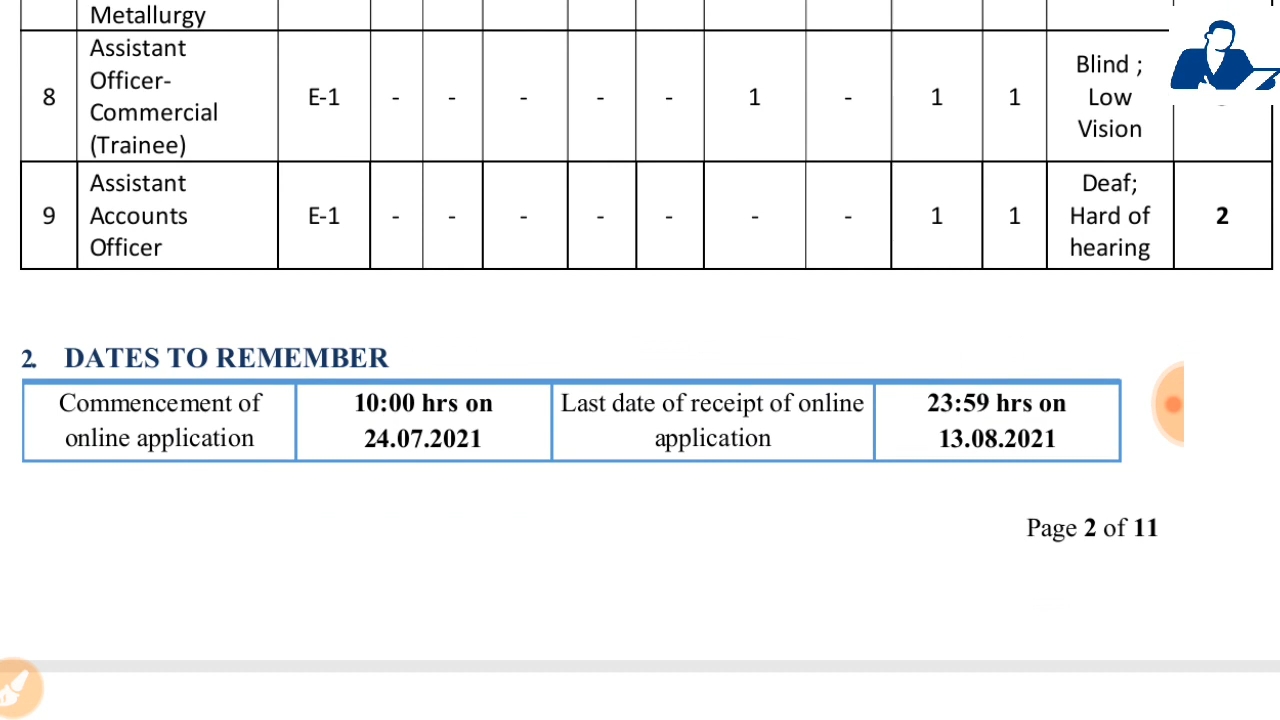 Metallurgy
8 Assistant Officer-Commercial (Trainee) E-1 - - - - - 1 - 1 1 Blind ; Low Vision
9 Assistant Accounts Officer E-1 - - - - - - - 1 1 Deaf; Hard of hearing 2
2. DATES TO REMEMBER
Commencement of online application 10:00 hrs on 24.07.2021 Last date of receipt of online application 23:59 hrs on 13.08.2021
Page 2 of 11